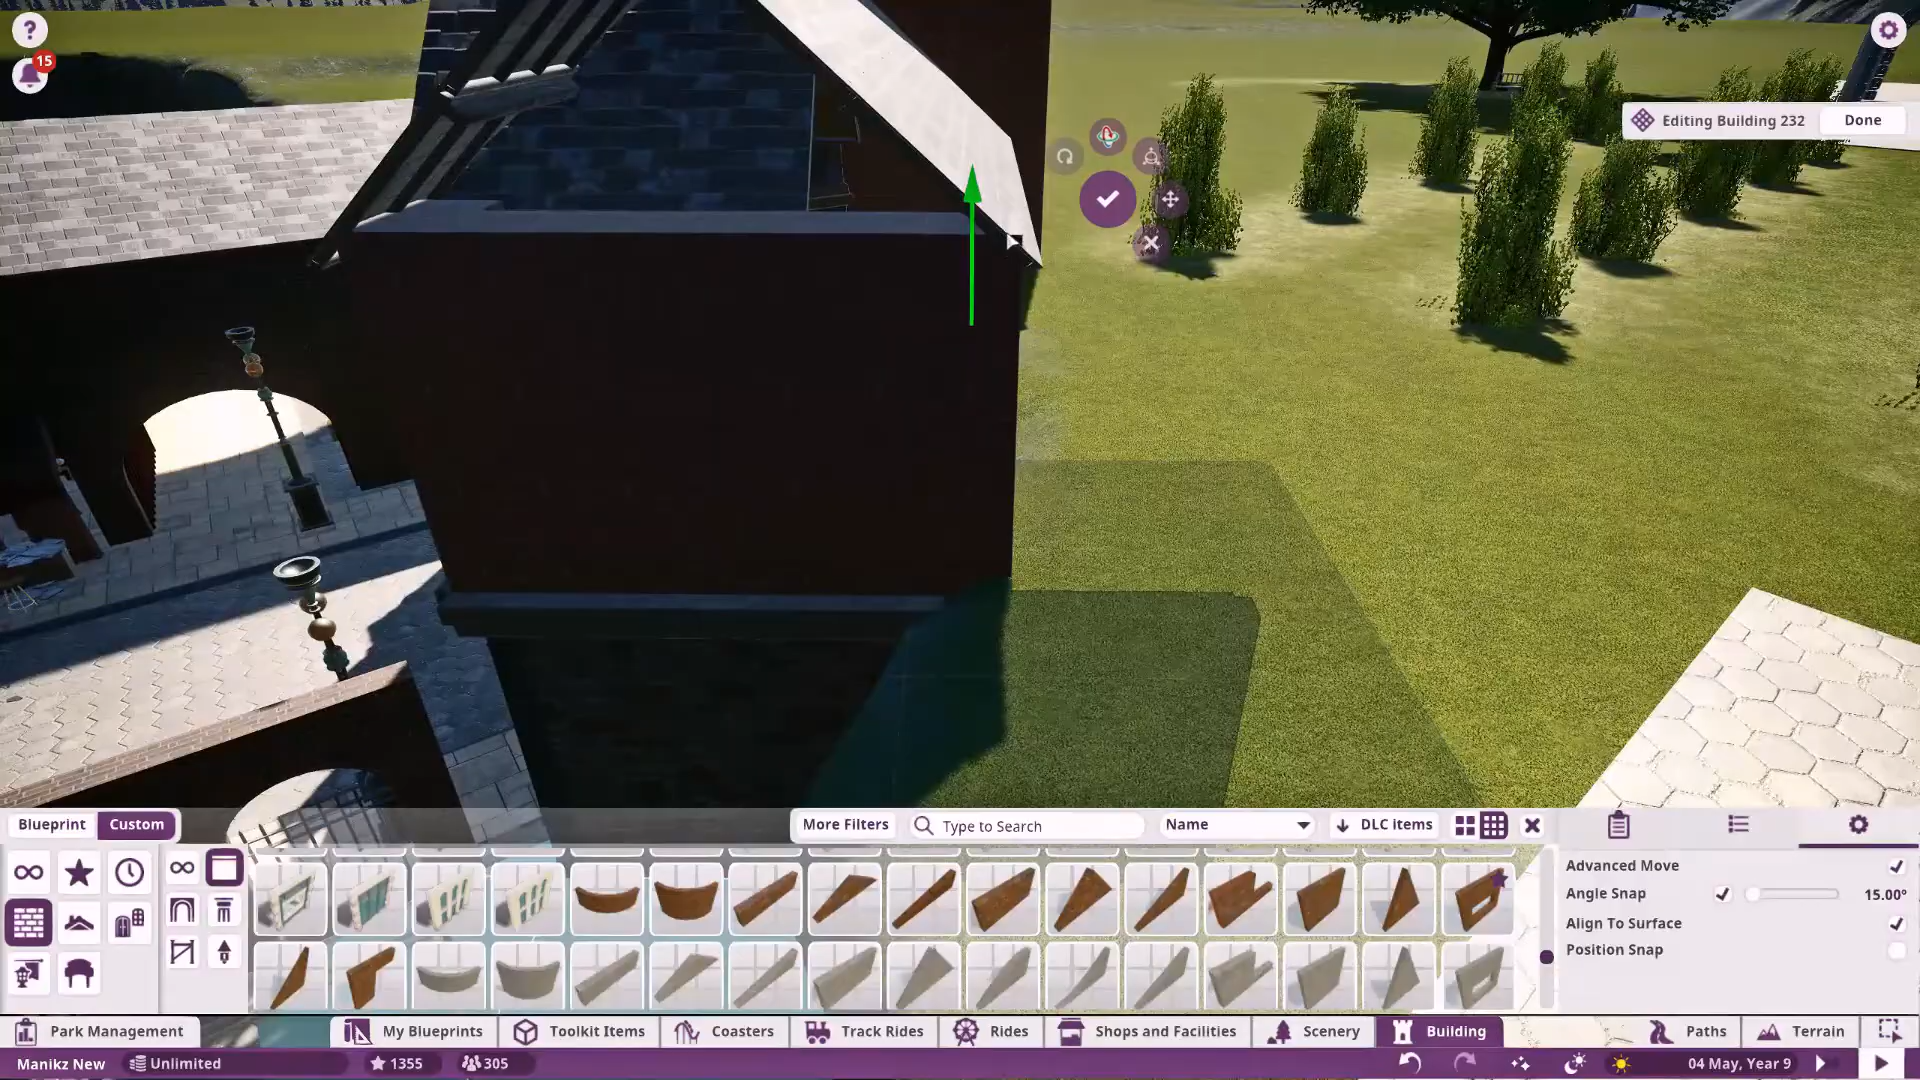 ?
15
Editing Building 232
Done
Blueprint
Custom
More Filters
Type to Search
Name
DLC items
Advanced Move
Angle Snap
15.00°
Align To Surface
Position Snap
Park Management
My Blueprints
Toolkit Items
Coasters
Track Rides
Rides
Shops and Facilities
Scenery
Building
Paths
Terrain
Manikz New
Unlimited
1355
305
04 May, Year 9